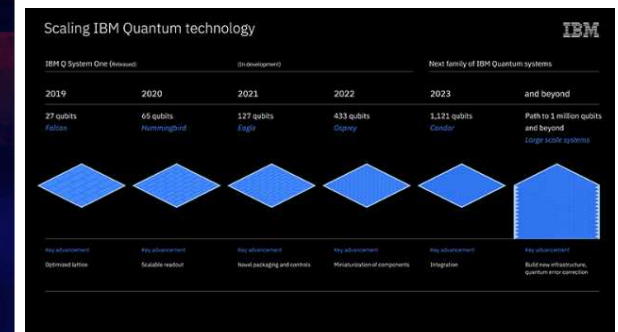 Scaling IBM Quantum technology
IBM
IBM Q System One (Released)
(In development)
Next family of IBM Quantum systems
2019
2020
2021
2022
2023
and beyond
27 qubits
Falcon
65 qubits
Hummingbird
127 qubits
Eagle
433 qubits
Osprey
1,121 qubits
Condor
Path to 1 million qubits
and beyond
Large scale systems
Key advancement
Optimized lattice
Key advancement
Scalable readout
Key advancement
Novel packaging and controls
Key advancement
Miniaturization of components
Key advancement
Integration
Key advancement
Build new infrastructure,
quantum error correction